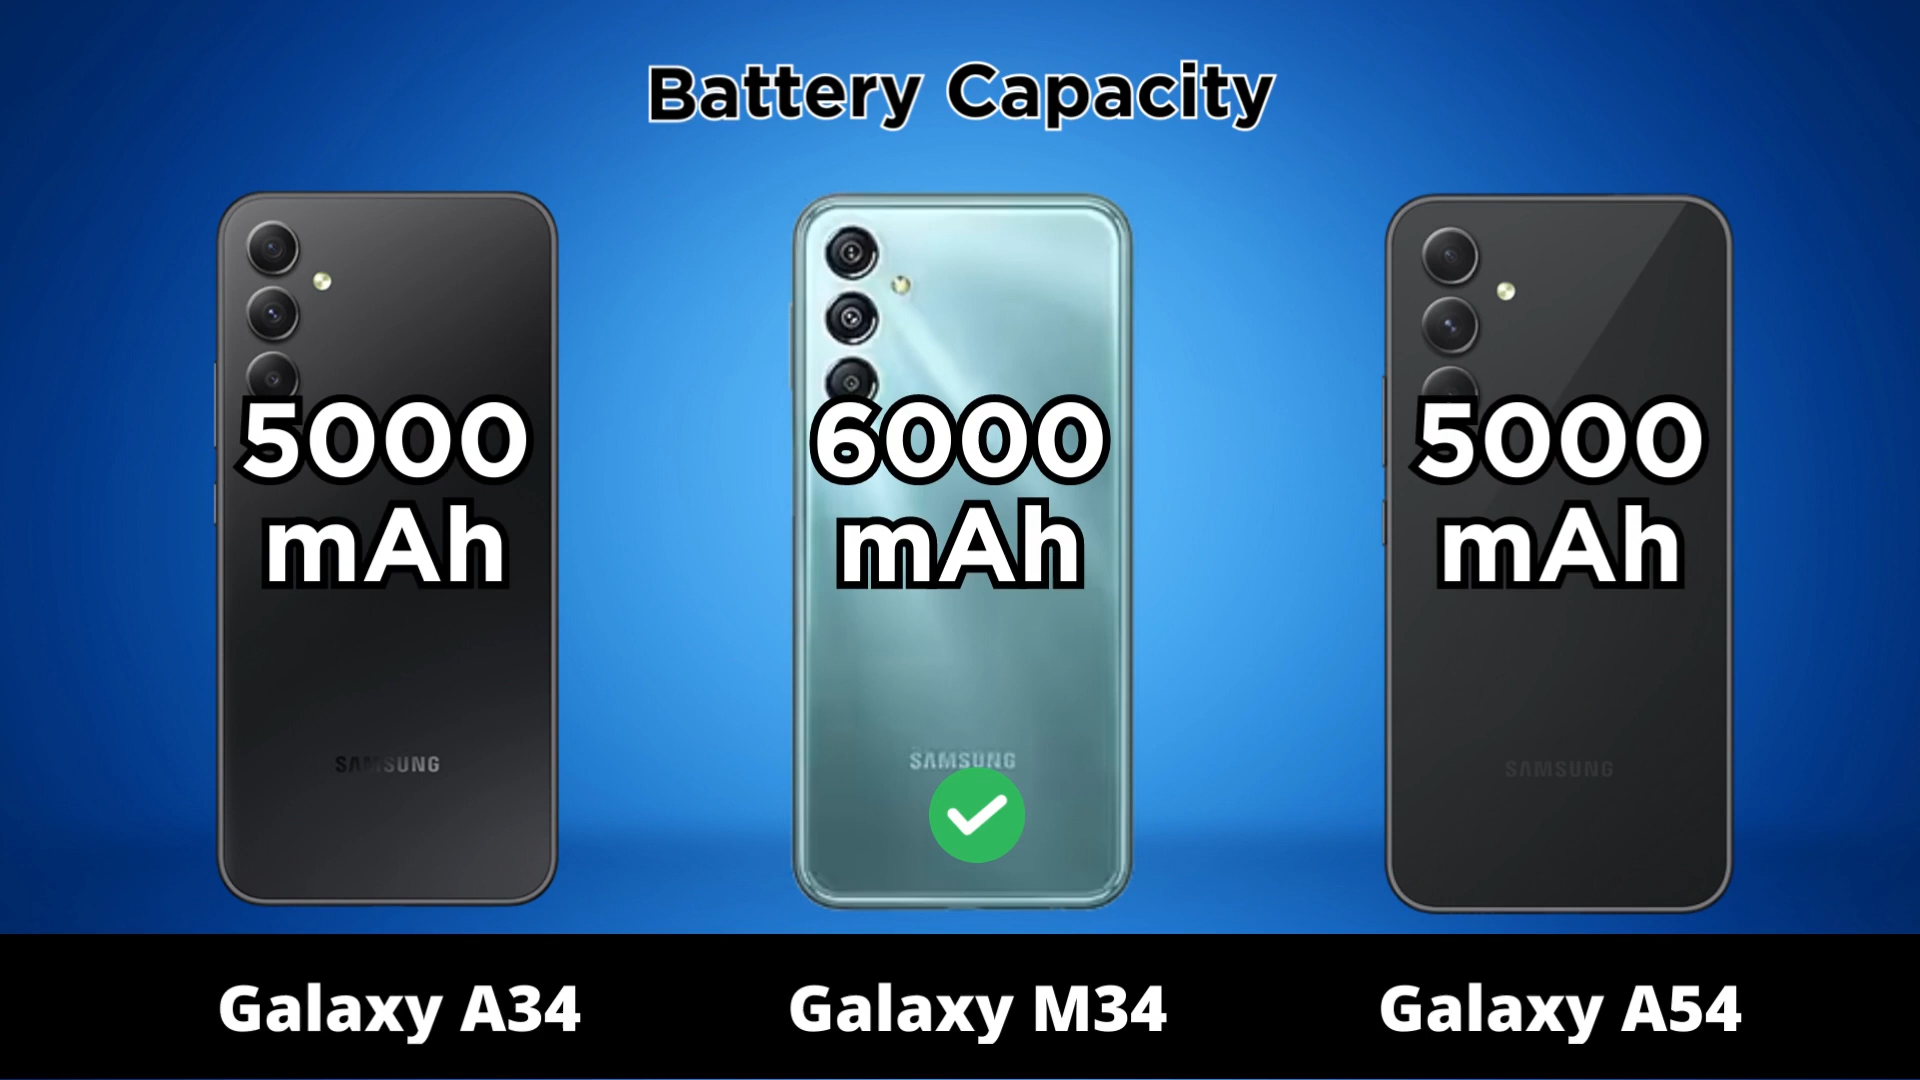 Battery Capacity
5000
mAh
6000
mAh
5000
mAh
SAMSUNG
SAMSUNG
SAMSUNG
Galaxy A34
Galaxy M34
Galaxy A54